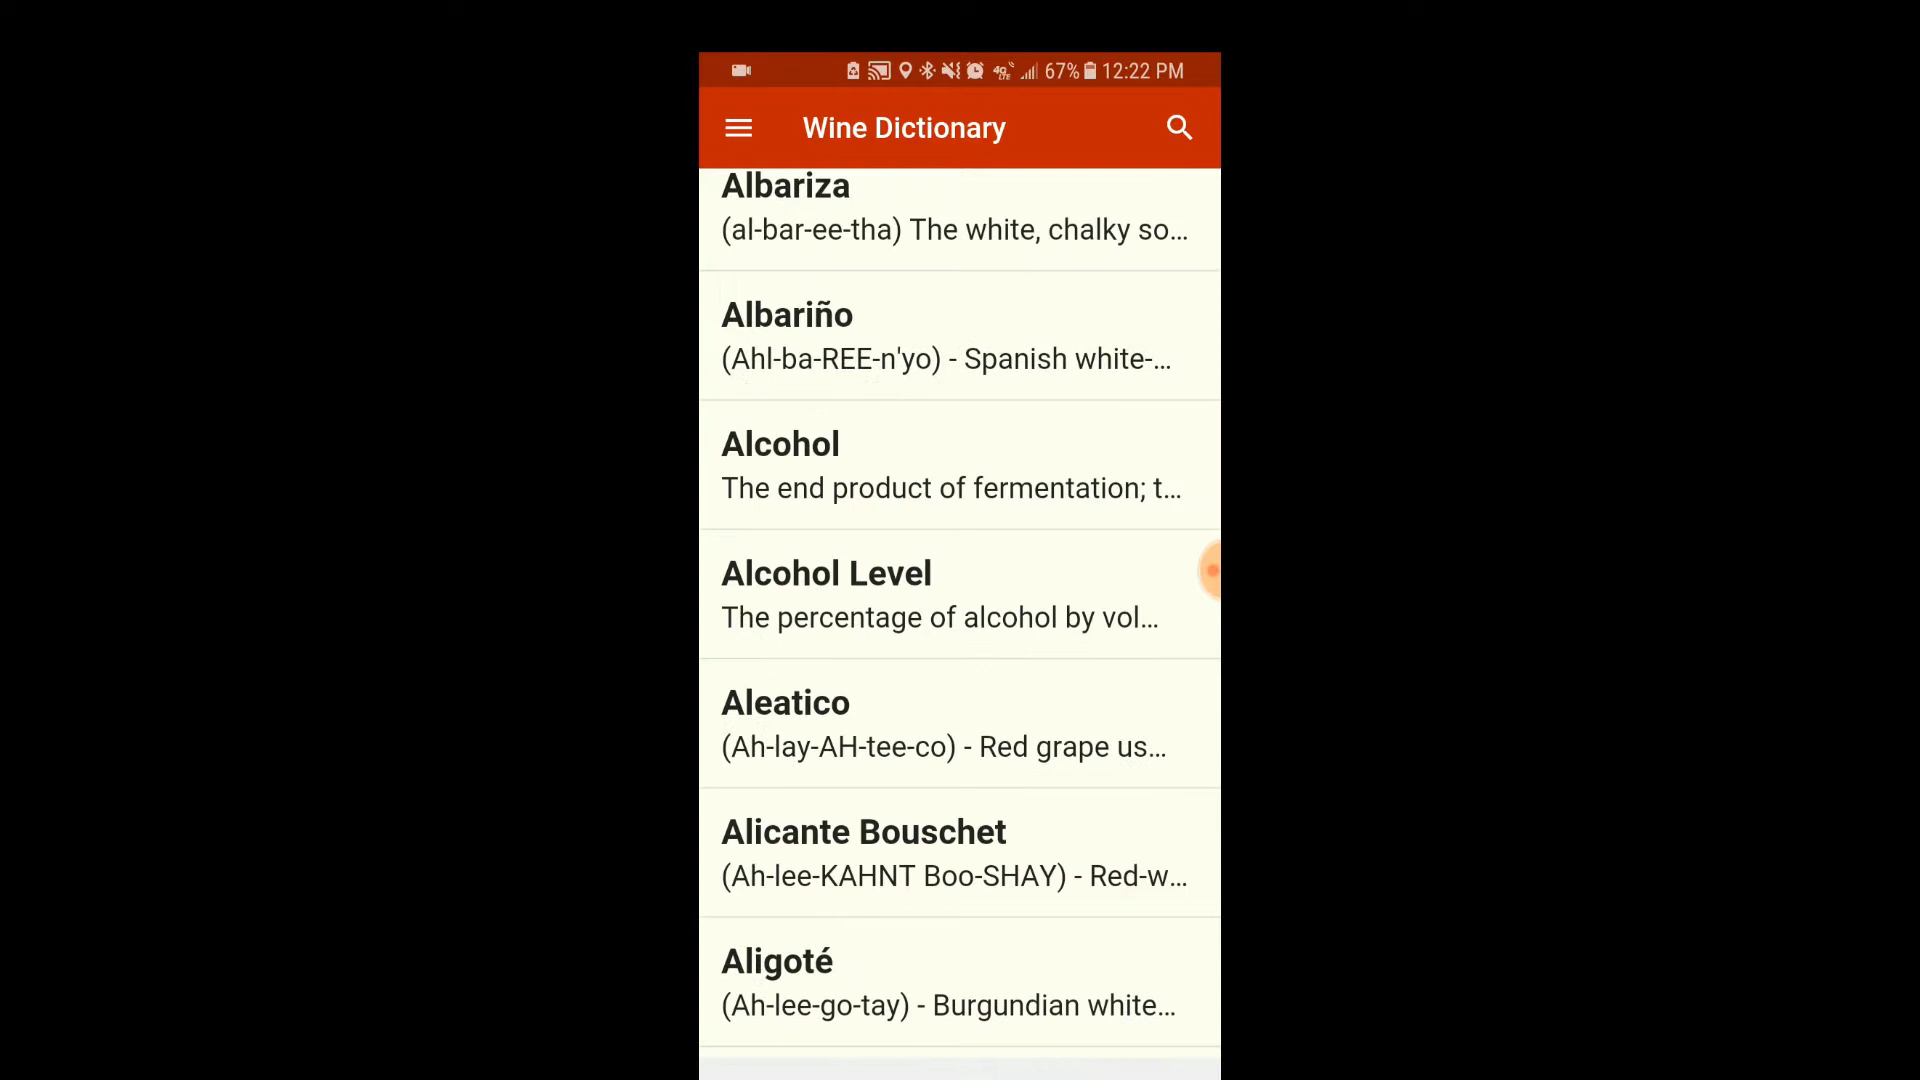 67% 12:22 PM
Wine Dictionary
Albariza
(al-bar-ee-tha) The white, chalky so...
Albariño
(Ahl-ba-REE-n'yo) - Spanish white-...
Alcohol
The end product of fermentation; t...
Alcohol Level
The percentage of alcohol by vol...
Aleatico
(Ah-lay-AH-tee-co) - Red grape us...
Alicante Bouschet
(Ah-lee-KAHNT Boo-SHAY) - Red-w...
Aligoté
(Ah-lee-go-tay) - Burgundian white...